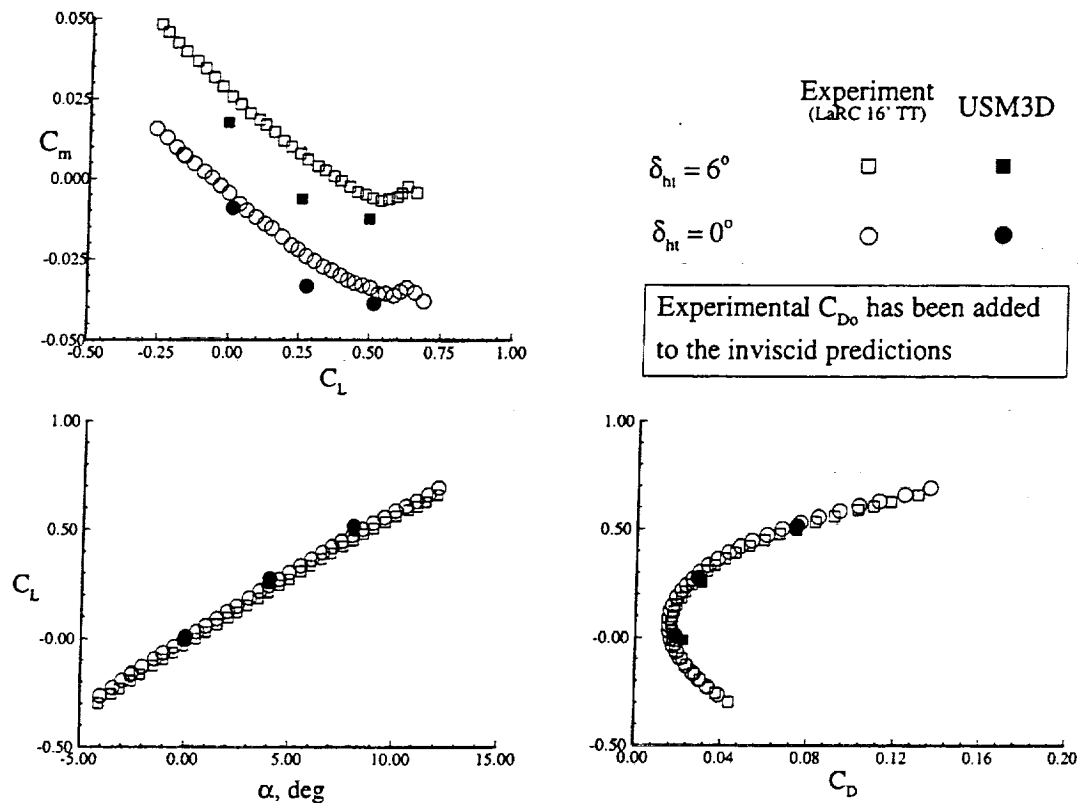 0.050
0.025
C_m
0.000
-0.025
-0.050
-0.50 -0.25 0.00 0.25 0.50 0.75 1.00
C_L
Experiment USM3D
(LaRC 16' TT)
δ_ht = 6°
δ_ht = 0°
Experimental C_Do has been added
to the inviscid predictions
1.00
0.50
C_L
-0.00
-0.50
-5.00 0.00 5.00 10.00 15.00
α, deg
1.00
0.50
-0.00
-0.50
0.00 0.04 0.08 0.12 0.16 0.20
C_D